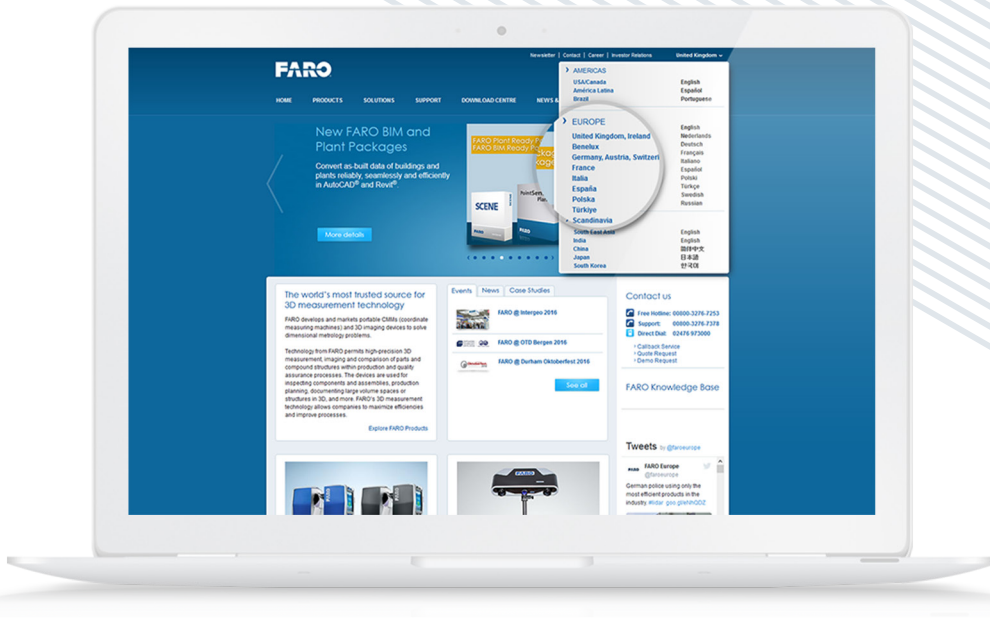 Newsletter | Contact | Career | Investor Relations United Kingdom
FARO
HOME PRODUCTS SOLUTIONS SUPPORT DOWNLOAD CENTRE NEWS &
> AMERICAS
USA/Canada English
América Latina Español
Brazil Portuguese
> EUROPE
English
United Kingdom, Ireland Nederlands
Benelux Deutsch
Germany, Austria, Switzerl Français
France Italiano
Italia Español
España Polski
Polska Türkçe
Türkiye Swedish
Scandinavia Russian
South East Asia English
India English
China 简体中文
Japan 日本語
South Korea 한국어
New FARO BIM and
Plant Packages
Convert as-built data of buildings and
plants reliably, seamlessly and efficiently
in AutoCAD® and Revit®.
More details
FARO Plant Ready
FARO BIM Ready
SCENE
PointSen
The world's most trusted source for
3D measurement technology
FARO develops and markets portable CMMs (coordinate
measuring machines) and 3D imaging devices to solve
dimensional metrology problems.
Technology from FARO permits high-precision 3D
measurement, imaging and comparison of parts and
compound structures within production and quality
assurance processes. The devices are used for
inspecting components and assemblies, production
planning, documenting large volume spaces or
structures in 3D, and more. FARO's 3D measurement
technology allows companies to maximize efficiencies
and improve processes.
Explore FARO Products
Events News Case Studies
FARO @ Intergeo 2016
FARO @ OTD Bergen 2016
FARO @ Durham Oktoberfest 2016
See all
Contact us
Free Hotline: 00800-3276-7253
Support: 00800-3276-7378
Direct Dial: 02476 973000
› Callback Service
› Quote Request
› Demo Request
FARO Knowledge Base
Tweets by @faroeurope
FARO Europe
@faroeurope
German police using only the
most efficient products in the
industry. #lidar
FARO